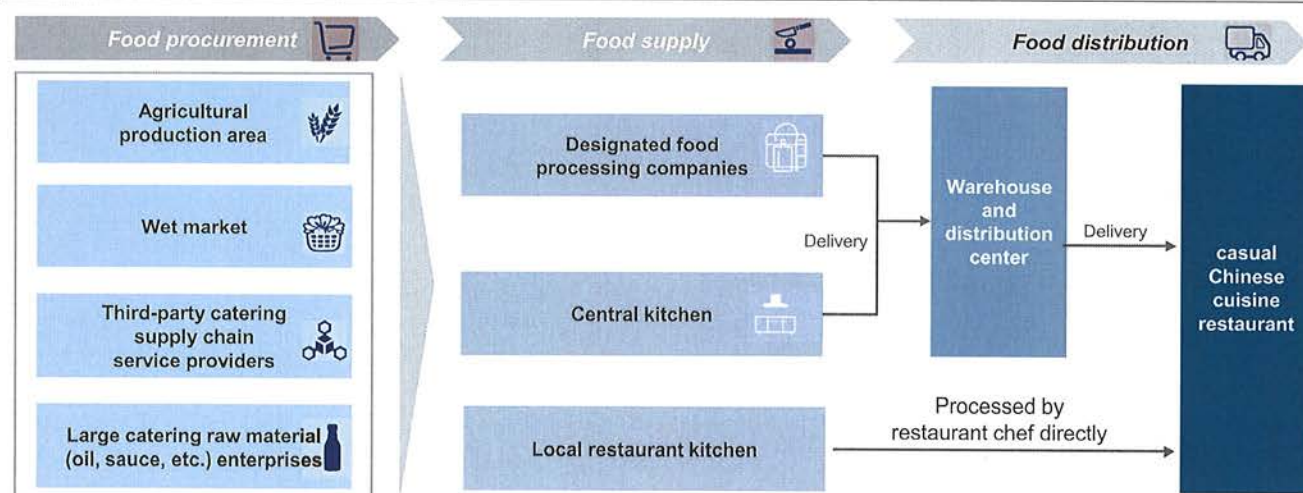 Food procurement
Food supply
Food distribution
Agricultural
production area
Wet market
Third-party catering
supply chain
service providers
Large catering raw material
(oil, sauce, etc.) enterprises
Designated food
processing companies
Delivery
Central kitchen
Local restaurant kitchen
Warehouse
and
distribution
center
Delivery
Processed by
restaurant chef directly
casual
Chinese
cuisine
restaurant